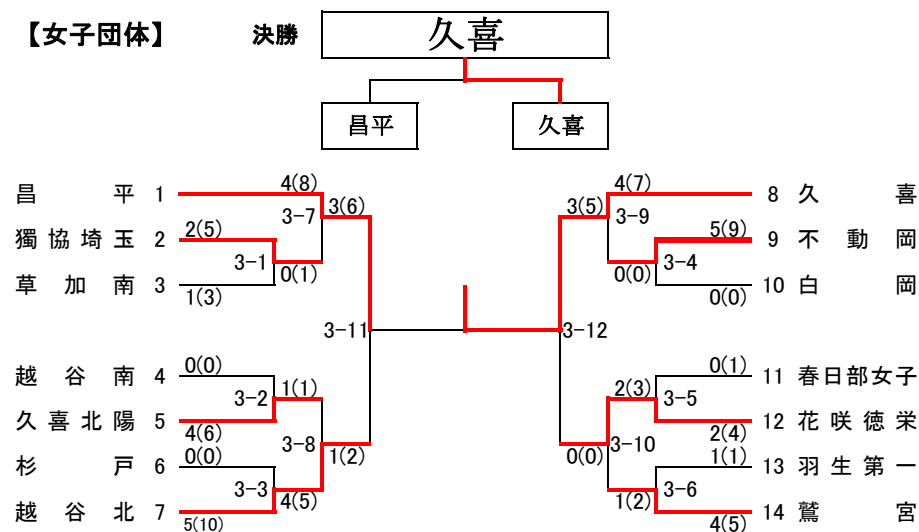 【女子団体】 決勝 久喜
昌平 久喜
4(8) 4(7)
昌平 1 3(6) 3(5) 8 久喜
3-7 3-9
2(5) 5(9)
獨協埼玉 2 9 不動岡
3-1 3-4
0(1) 0(0)
草加南 3 10 白岡
1(3) 0(0)
3-11 3-12
0(0) 0(1)
越谷南 4 11 春日部女子
1(1) 2(3)
3-2 3-5
久喜北陽 5 12 花咲徳栄
4(6) 2(4)
3-8 3-10
0(0) 1(2) 0(0) 1(1)
杉戸 6 13 羽生第一
3-3 3-6
4(5) 1(2)
越谷北 7 14 鷲宮
5(10) 4(5)